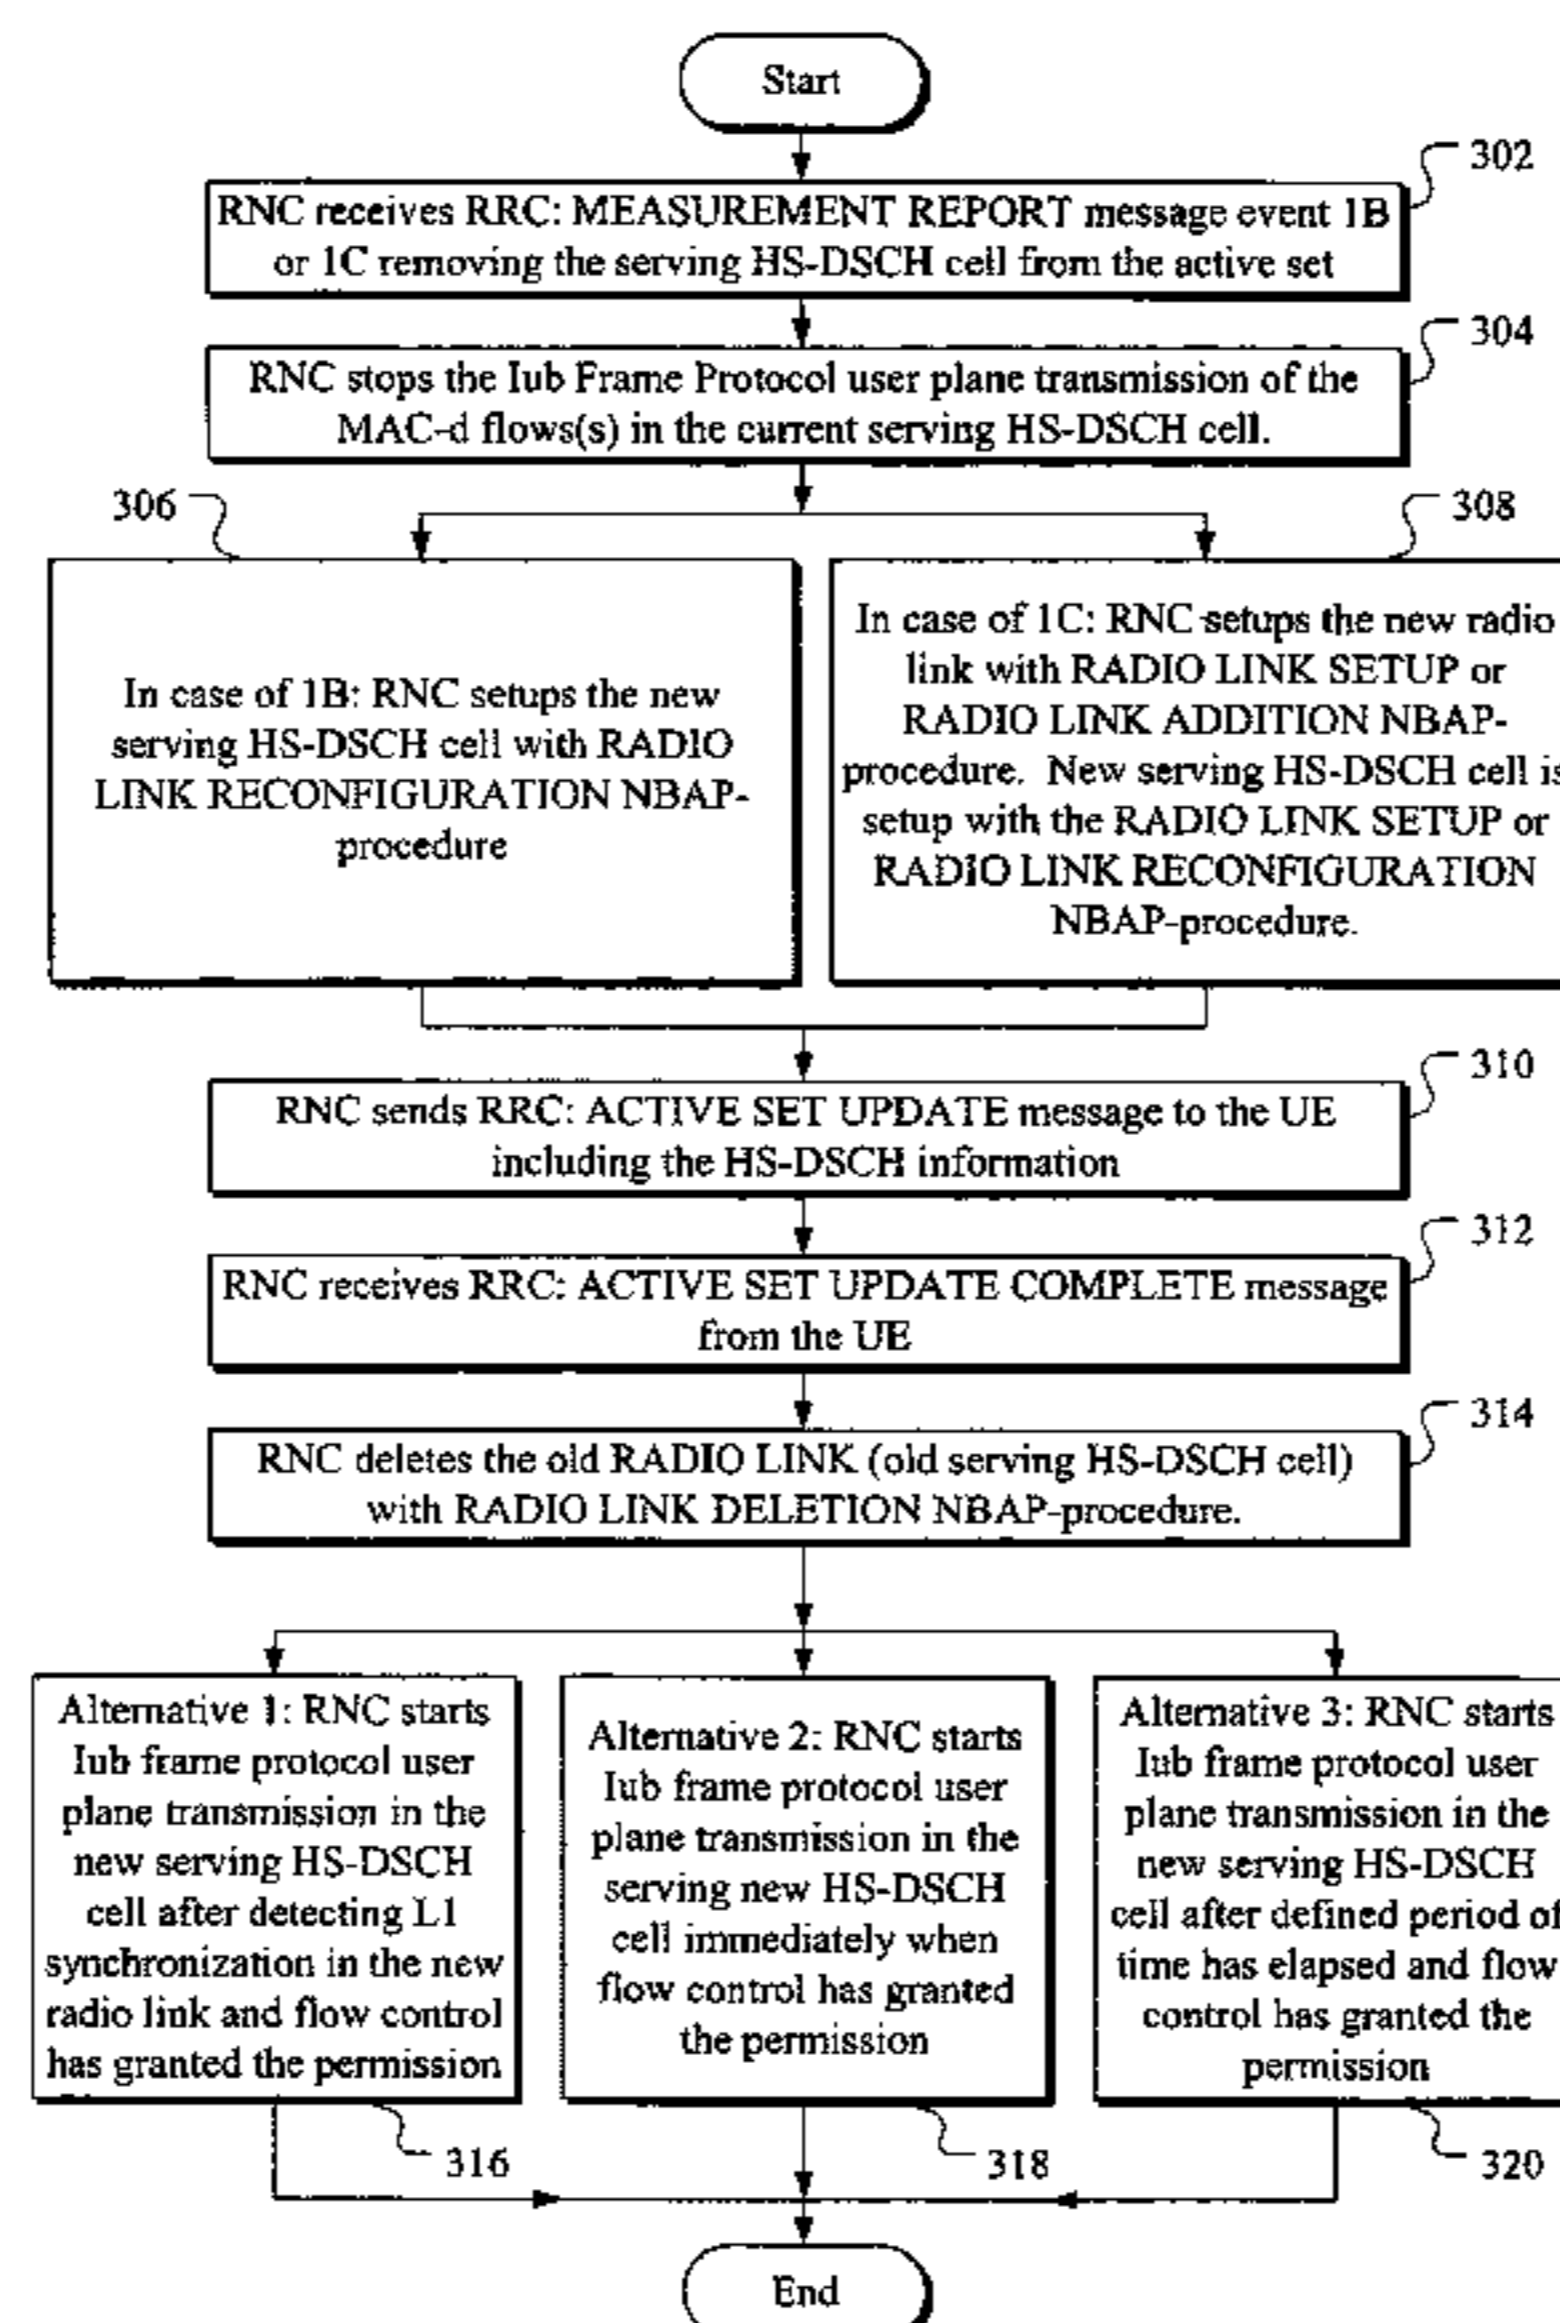 Start
302
RNC receives RRC: MEASUREMENT REPORT message event 1B
or 1C removing the serving HS-DSCH cell from the active set
304
RNC stops the Iub Frame Protocol user plane transmission of the
MAC-d flows(s) in the current serving HS-DSCH cell.
306
In case of 1B: RNC setups the new
serving HS-DSCH cell with RADIO
LINK RECONFIGURATION NBAP-
procedure
308
In case of 1C: RNC setups the new radio
link with RADIO LINK SETUP or
RADIO LINK ADDITION NBAP-
procedure. New serving HS-DSCH cell is
setup with the RADIO LINK SETUP or
RADIO LINK RECONFIGURATION
NBAP-procedure.
310
RNC sends RRC: ACTIVE SET UPDATE message to the UE
including the HS-DSCH information
312
RNC receives RRC: ACTIVE SET UPDATE COMPLETE message
from the UE
314
RNC deletes the old RADIO LINK (old serving HS-DSCH cell)
with RADIO LINK DELETION NBAP-procedure.
Alternative 1: RNC starts
Iub frame protocol user
plane transmission in the
new serving HS-DSCH
cell after detecting L1
synchronization in the new
radio link and flow control
has granted the permission
316
Alternative 2: RNC starts
Iub frame protocol user
plane transmission in the
serving new HS-DSCH
cell immediately when
flow control has granted
the permission
318
Alternative 3: RNC starts
Iub frame protocol user
plane transmission in the
new serving HS-DSCH
cell after defined period of
time has elapsed and flow
control has granted the
permission
320
End